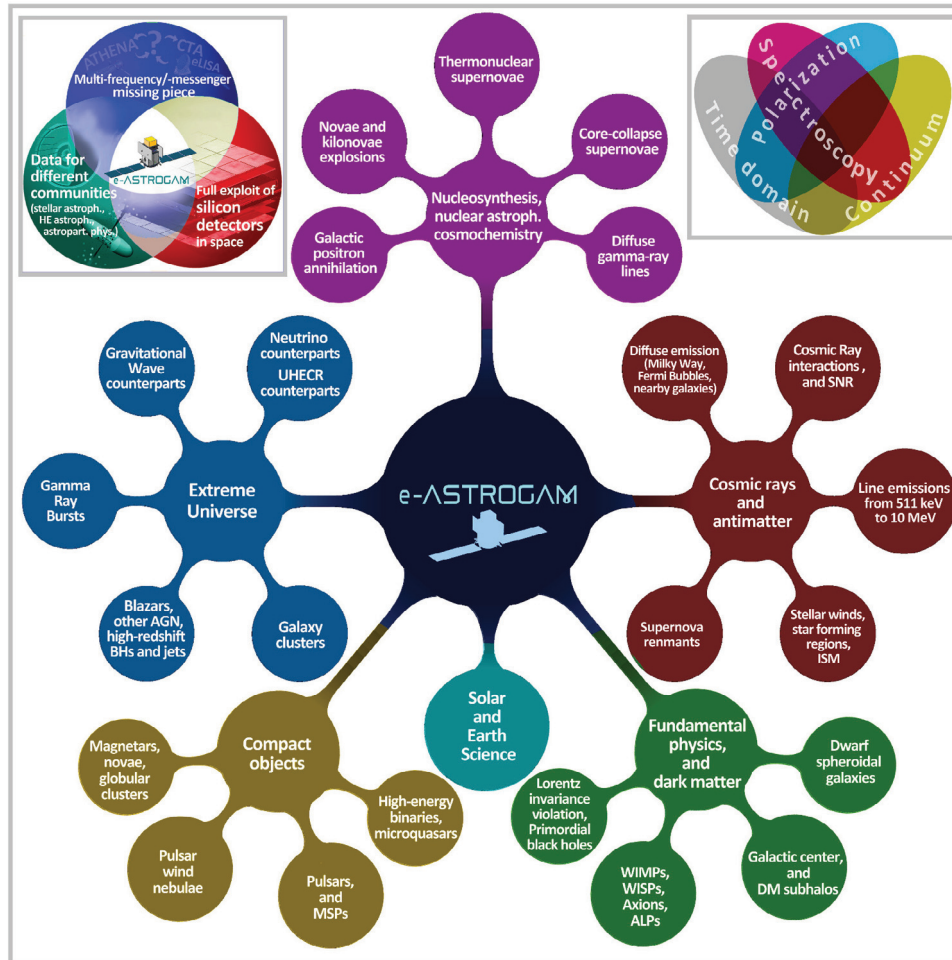 ATHENA
?
CTA
eLISA
Multi-frequency/-messenger
missing piece
Data for
different
communities
(stellar astroph.,
HE astroph.,
astropart. phys.)
e-ASTROGAM
Full exploit of
silicon
detectors
in space
Thermonuclear
supernovae
Novae and
kilonovae
explosions
Core-collapse
supernovae
Nucleosynthesis,
nuclear astroph.
cosmochemistry
Galactic
positron
annihilation
Diffuse
gamma-ray
lines
Time domain
Polarization
Spectroscopy
Continuum
Gravitational
Wave
counterparts
Neutrino
counterparts
UHECR
counterparts
Gamma
Ray
Bursts
Extreme
Universe
Blazars,
other AGN,
high-redshift
BHs and jets
Galaxy
clusters
e-ASTROGAM
Diffuse emission
(Milky Way,
Fermi Bubbles,
nearby galaxies)
Cosmic Ray
interactions ,
and SNR
Cosmic rays
and
antimatter
Line emissions
from 511 keV
to 10 MeV
Supernova
renmants
Stellar winds,
star forming
regions,
ISM
Magnetars,
novae,
globular
clusters
Compact
objects
High-energy
binaries,
microquasars
Pulsar
wind
nebulae
Pulsars,
and
MSPs
Solar
and
Earth
Science
Fundamental
physics,
and
dark matter
Dwarf
spheroidal
galaxies
Lorentz
invariance
violation,
Primordial
black holes
WIMPs,
WISPs,
Axions,
ALPs
Galactic center,
and
DM subhalos